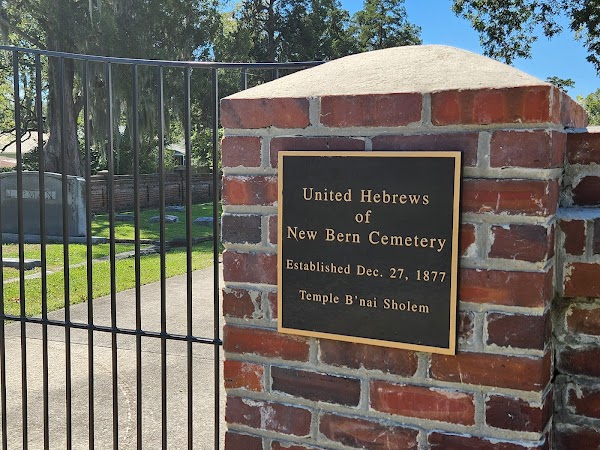 United Hebrews
of
New Bern Cemetery
Established Dec. 27, 1877
Temple B'nai Sholem